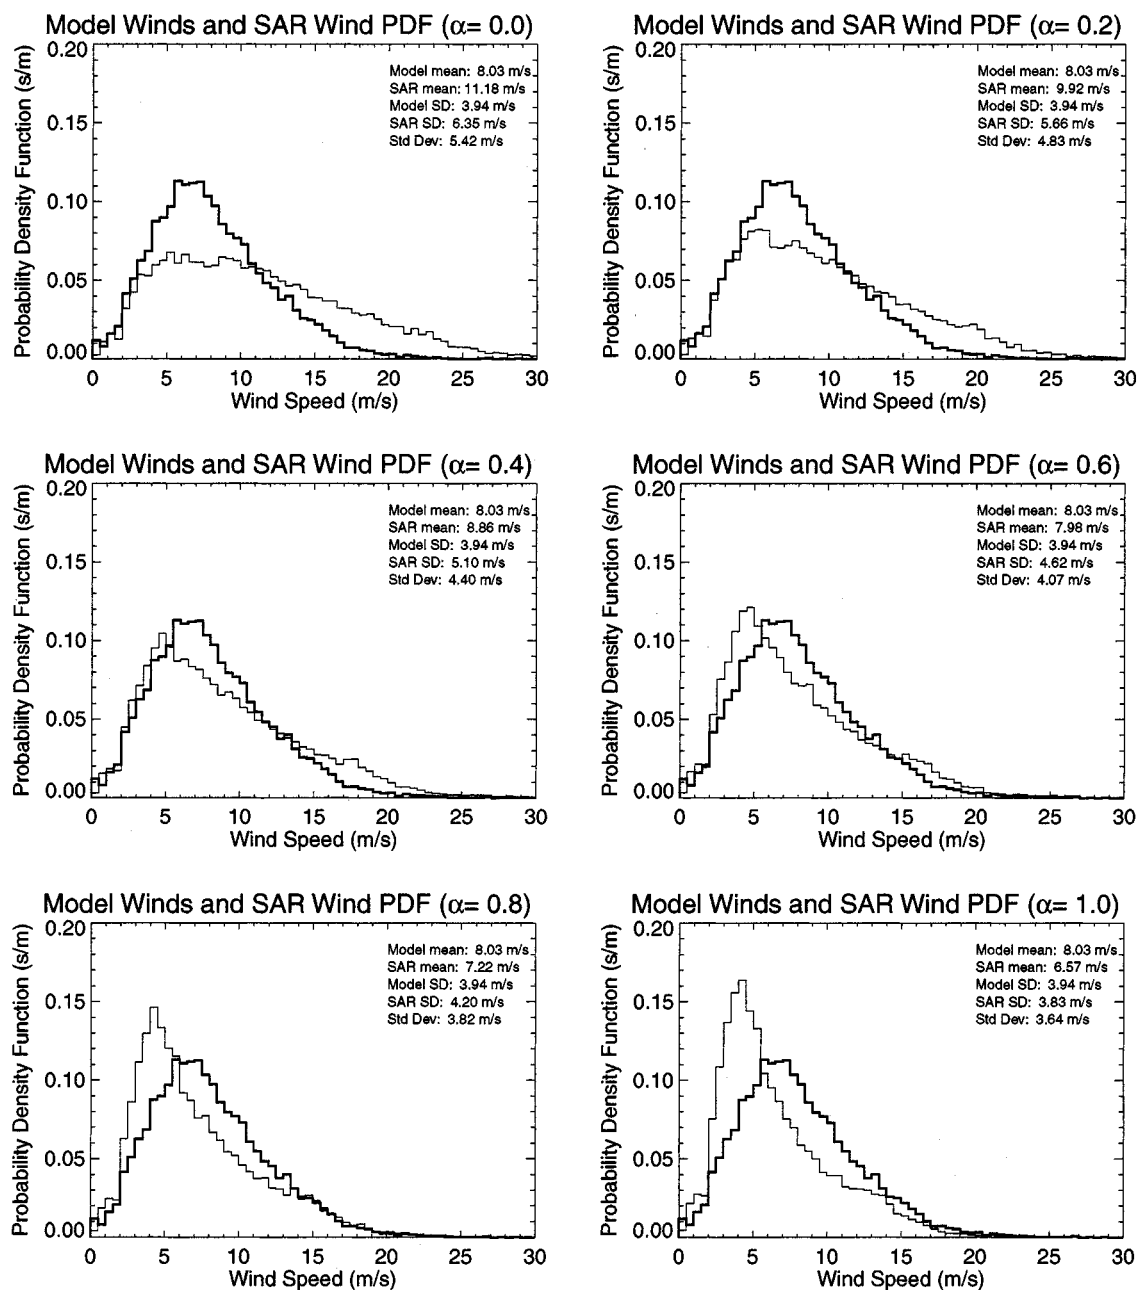 Model Winds and SAR Wind PDF (α= 0.0)
Probability Density Function (s/m)
0.20
0.15
0.10
0.05
0.00
Model mean: 8.03 m/s
SAR mean: 11.18 m/s
Model SD: 3.94 m/s
SAR SD: 6.35 m/s
Std Dev: 5.42 m/s
0 5 10 15 20 25 30
Wind Speed (m/s)
Model Winds and SAR Wind PDF (α= 0.2)
Probability Density Function (s/m)
0.20
0.15
0.10
0.05
0.00
Model mean: 8.03 m/s
SAR mean: 9.92 m/s
Model SD: 3.94 m/s
SAR SD: 5.66 m/s
Std Dev: 4.83 m/s
0 5 10 15 20 25 30
Wind Speed (m/s)
Model Winds and SAR Wind PDF (α= 0.4)
Probability Density Function (s/m)
0.20
0.15
0.10
0.05
0.00
Model mean: 8.03 m/s
SAR mean: 8.86 m/s
Model SD: 3.94 m/s
SAR SD: 5.10 m/s
Std Dev: 4.40 m/s
0 5 10 15 20 25 30
Wind Speed (m/s)
Model Winds and SAR Wind PDF (α= 0.6)
Probability Density Function (s/m)
0.20
0.15
0.10
0.05
0.00
Model mean: 8.03 m/s
SAR mean: 7.98 m/s
Model SD: 3.94 m/s
SAR SD: 4.62 m/s
Std Dev: 4.07 m/s
0 5 10 15 20 25 30
Wind Speed (m/s)
Model Winds and SAR Wind PDF (α= 0.8)
Probability Density Function (s/m)
0.20
0.15
0.10
0.05
0.00
Model mean: 8.03 m/s
SAR mean: 7.22 m/s
Model SD: 3.94 m/s
SAR SD: 4.20 m/s
Std Dev: 3.82 m/s
0 5 10 15 20 25 30
Wind Speed (m/s)
Model Winds and SAR Wind PDF (α= 1.0)
Probability Density Function (s/m)
0.20
0.15
0.10
0.05
0.00
Model mean: 8.03 m/s
SAR mean: 6.57 m/s
Model SD: 3.94 m/s
SAR SD: 3.83 m/s
Std Dev: 3.64 m/s
0 5 10 15 20 25 30
Wind Speed (m/s)